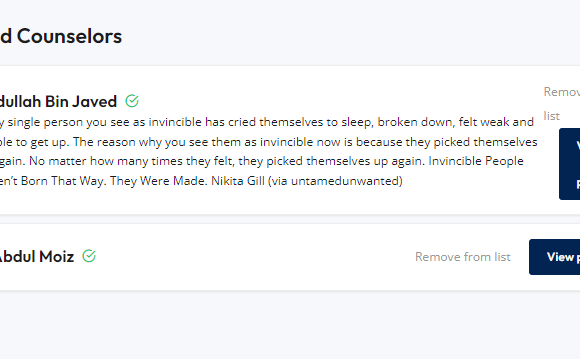 d Counselors
dullah Bin Javed
Remov
list
y single person you see as invincible has cried themselves to sleep, broken down, felt weak and
ble to get up. The reason why you see them as invincible now is because they picked themselves
gain. No matter how many times they felt, they picked themselves up again. Invincible People
en't Born That Way. They Were Made. Nikita Gill (via untamedunwanted)
Abdul Moiz
Remove from list
View p